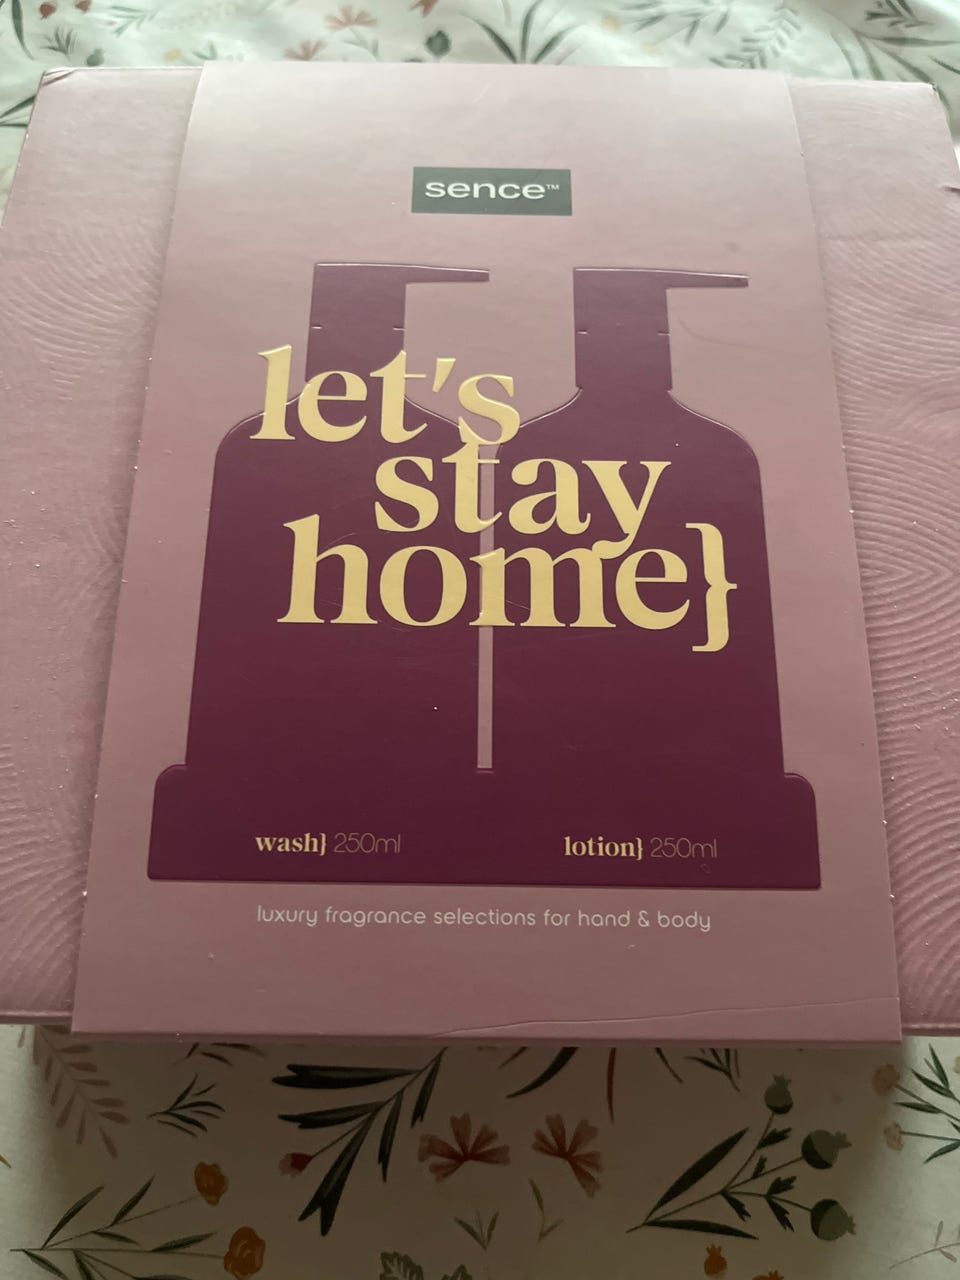 sence™
let's
stay
home}
wash} 250ml
lotion} 250ml
luxury fragrance selections for hand & body